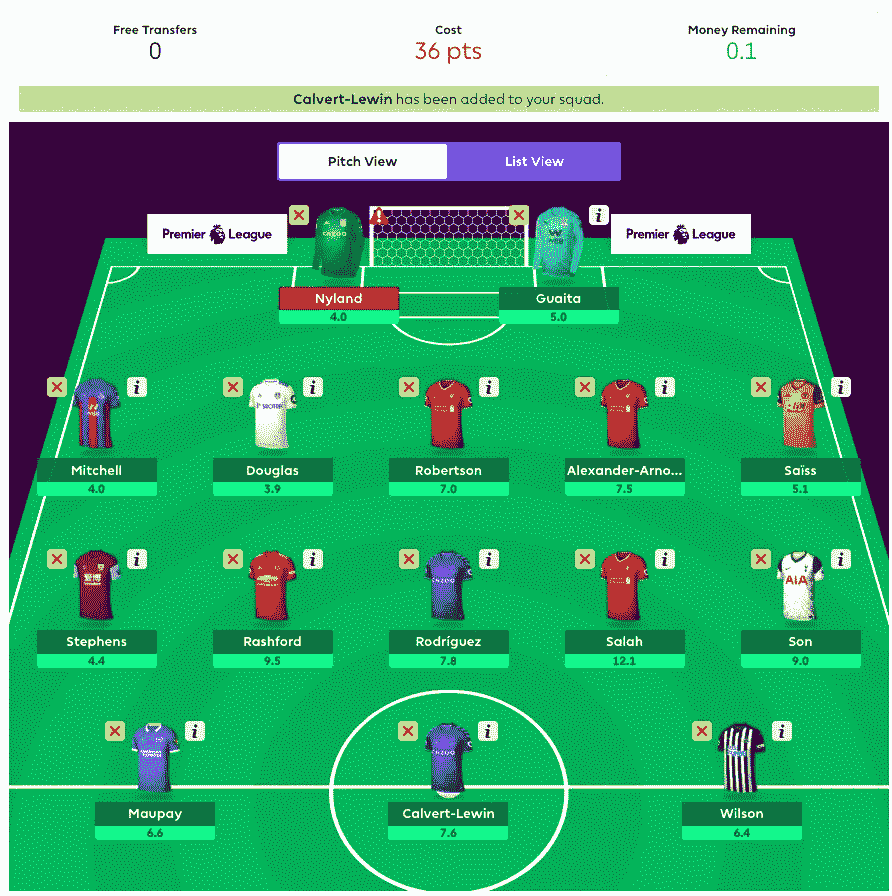 Free Transfers
Cost
Money Remaining
0
36 pts
0.1
Calvert-Lewin has been added to your squad.
Pitch View
List View
Premier League
Premier League
Nyland
Guaita
4.0
5.0
Mitchell
Douglas
Robertson
Alexander-Arno...
Saïss
4.0
3.9
7.0
7.5
5.1
AIA
Stephens
Rashford
Rodríguez
Salah
Son
4.4
9.5
7.8
12.1
9.0
Maupay
Calvert-Lewin
Wilson
6.6
7.6
6.4